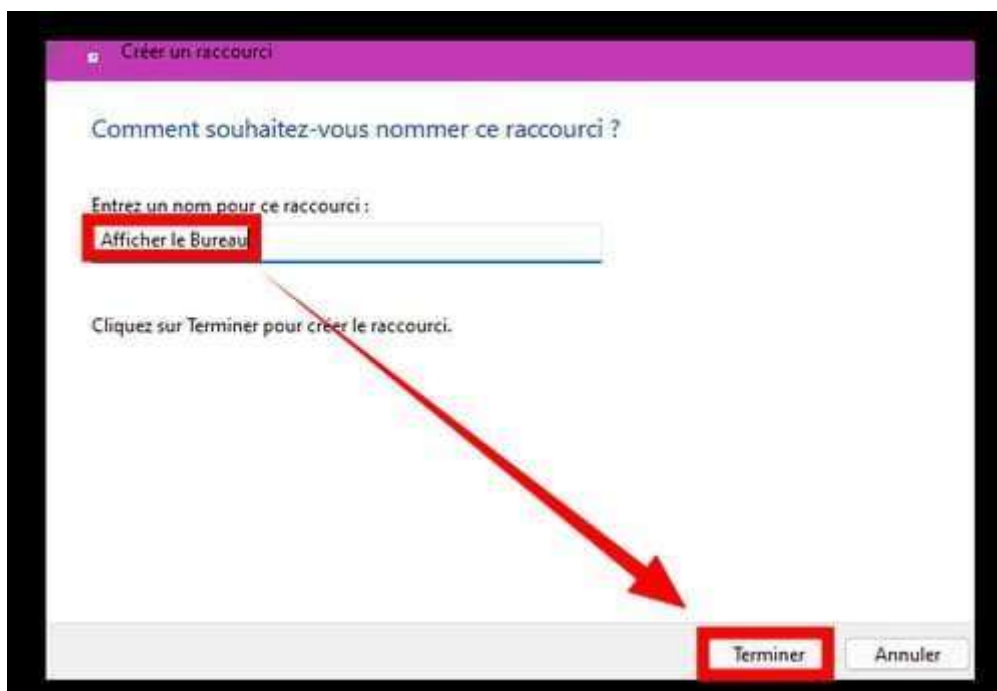 Créer un raccourci
Comment souhaitez-vous nommer ce raccourci ?
Entrez un nom pour ce raccourci :
Afficher le Bureau
Cliquez sur Terminer pour créer le raccourci.
Terminer Annuler